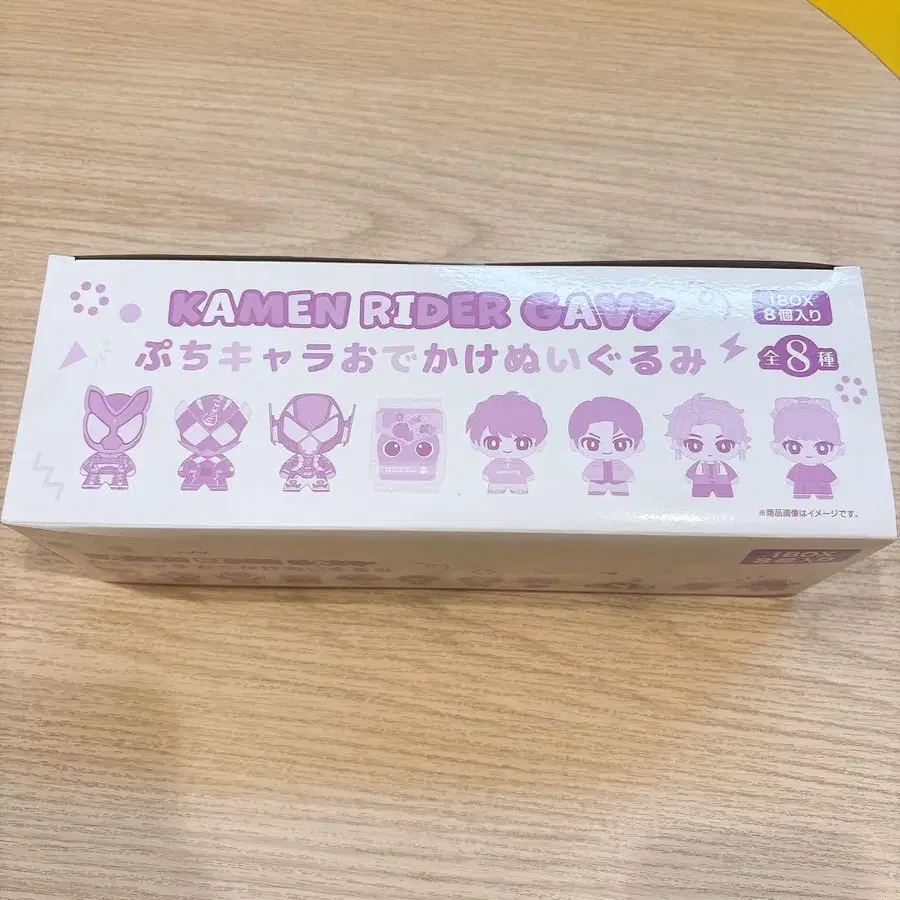 KAMEN RIDER GAVV
1BOX
8個入り
ぷちキャラおでかけぬいぐるみ
全8種
※商品画像はイメージです。
1BOX
8個入り